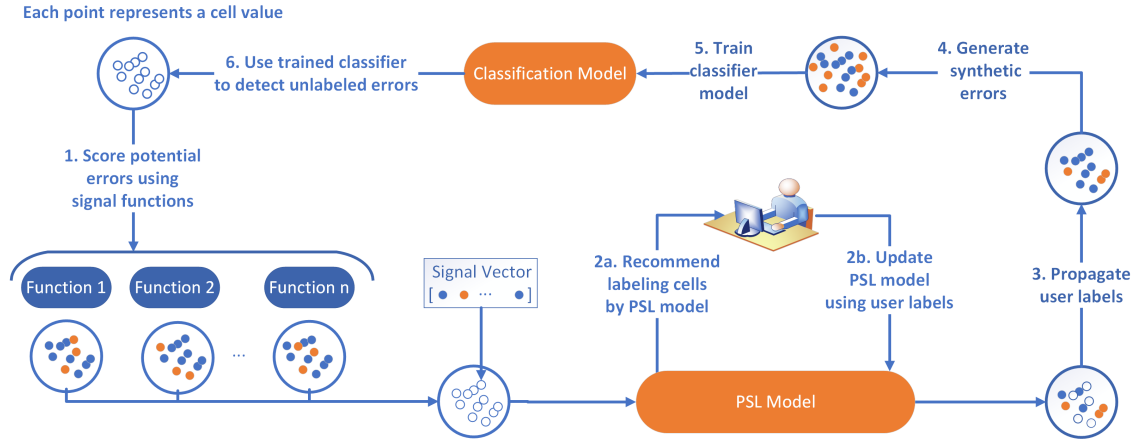 Each point represents a cell value
6. Use trained classifier
to detect unlabeled errors
Classification Model
5. Train
classifier
model
4. Generate
synthetic
errors
1. Score potential
errors using
signal functions
Function 1
Function 2
Function n
...
Signal Vector
[ ... ]
2a. Recommend
labeling cells
by PSL model
2b. Update
PSL model
using user labels
3. Propagate
user labels
PSL Model